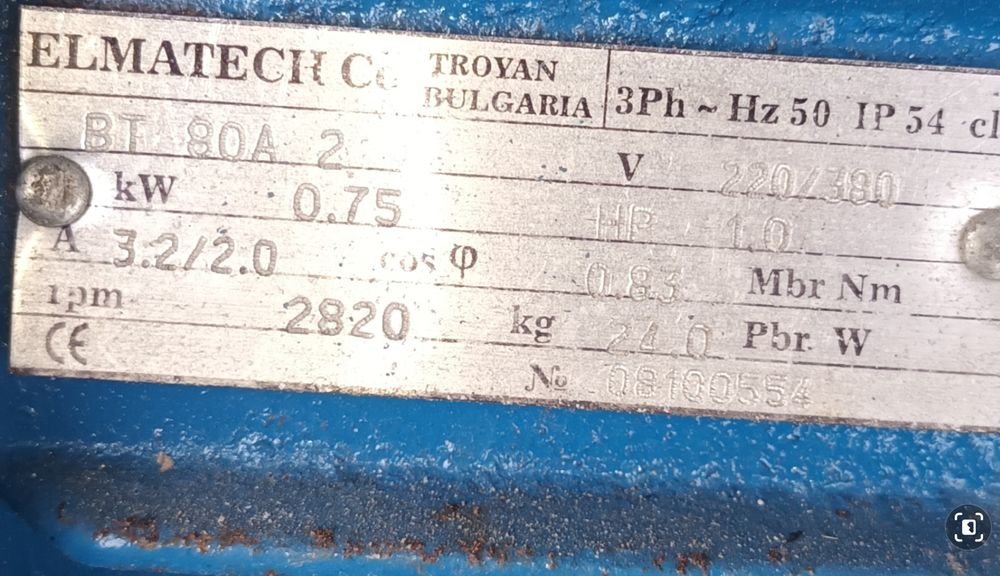 ELMATECH Co TROYAN BULGARIA 3Ph ~ Hz 50 IP 54 cl
BT 80A 2 V 220/380
kW 0.75 HP 1.0
A 3.2/2.0 cos φ 0.83 Mbr Nm
rpm 2820 kg 24.0 Pbr W
CE № 08100554